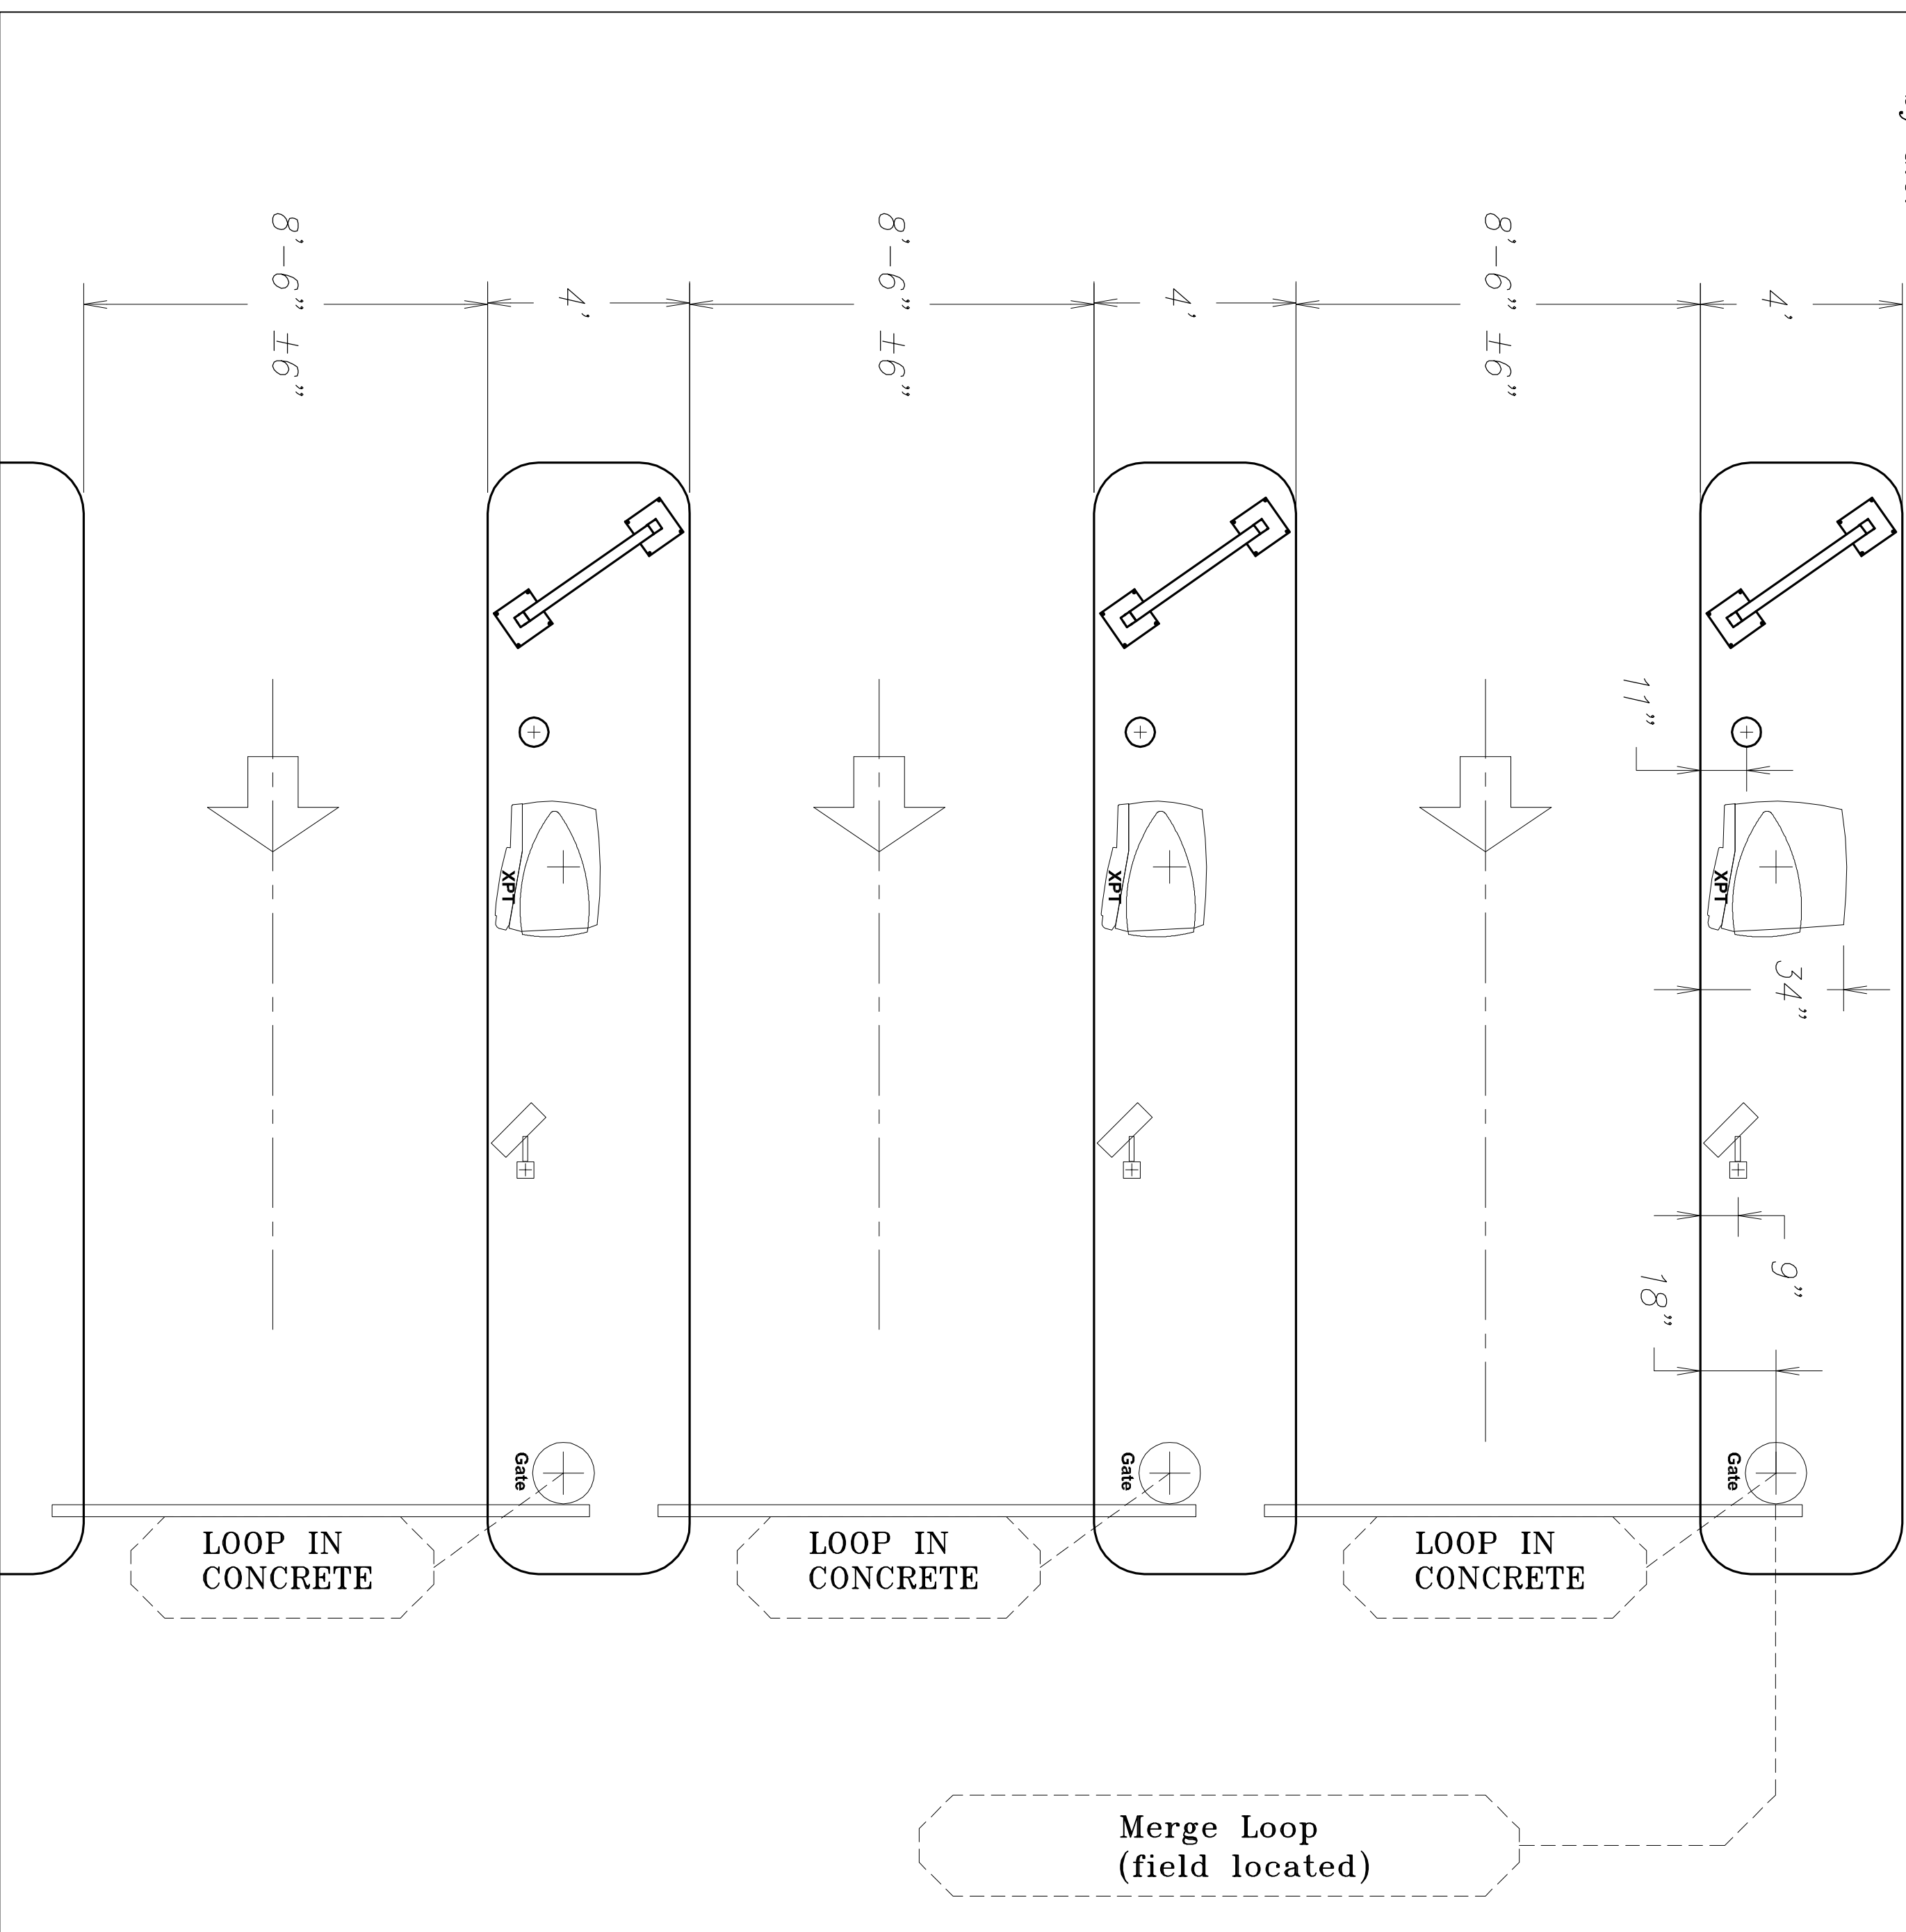 8'-6" ±6"
4'
8'-6" ±6"
4'
8'-6" ±6"
4'
11"
XPT
XPT
XPT
34"
9"
18"
Gate
Gate
Gate
LOOP IN
CONCRETE
LOOP IN
CONCRETE
LOOP IN
CONCRETE
Merge Loop
(field located)